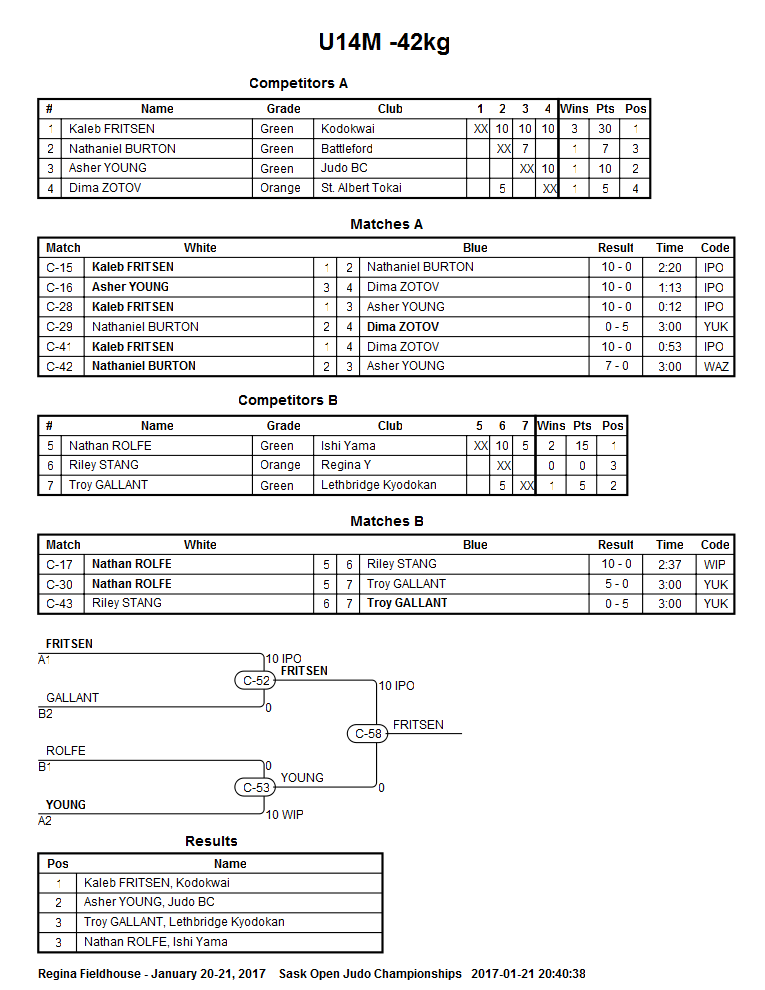 U14M -42kg
Competitors A
# Name Grade Club 1 2 3 4 Wins Pts Pos
1 Kaleb FRITSEN Green Kodokwai XX 10 10 10 3 30 1
2 Nathaniel BURTON Green Battleford XX 7 1 7 3
3 Asher YOUNG Green Judo BC XX 10 1 10 2
4 Dima ZOTOV Orange St. Albert Tokai 5 XX 1 5 4
Matches A
Match White Blue Result Time Code
C-15 Kaleb FRITSEN 1 2 Nathaniel BURTON 10 - 0 2:20 IPO
C-16 Asher YOUNG 3 4 Dima ZOTOV 10 - 0 1:13 IPO
C-28 Kaleb FRITSEN 1 3 Asher YOUNG 10 - 0 0:12 IPO
C-29 Nathaniel BURTON 2 4 Dima ZOTOV 0 - 5 3:00 YUK
C-41 Kaleb FRITSEN 1 4 Dima ZOTOV 10 - 0 0:53 IPO
C-42 Nathaniel BURTON 2 3 Asher YOUNG 7 - 0 3:00 WAZ
Competitors B
# Name Grade Club 5 6 7 Wins Pts Pos
5 Nathan ROLFE Green Ishi Yama XX 10 5 2 15 1
6 Riley STANG Orange Regina Y XX 0 0 3
7 Troy GALLANT Green Lethbridge Kyodokan 5 XX 1 5 2
Matches B
Match White Blue Result Time Code
C-17 Nathan ROLFE 5 6 Riley STANG 10 - 0 2:37 WIP
C-30 Nathan ROLFE 5 7 Troy GALLANT 5 - 0 3:00 YUK
C-43 Riley STANG 6 7 Troy GALLANT 0 - 5 3:00 YUK
FRITSEN
A1 10 IPO
C-52 FRITSEN
10 IPO
GALLANT
B2 0
C-58 FRITSEN
ROLFE
B1 0
C-53 YOUNG
0
YOUNG
A2 10 WIP
Results
Pos Name
1 Kaleb FRITSEN, Kodokwai
2 Asher YOUNG, Judo BC
3 Troy GALLANT, Lethbridge Kyodokan
3 Nathan ROLFE, Ishi Yama
Regina Fieldhouse - January 20-21, 2017 Sask Open Judo Championships 2017-01-21 20:40:38